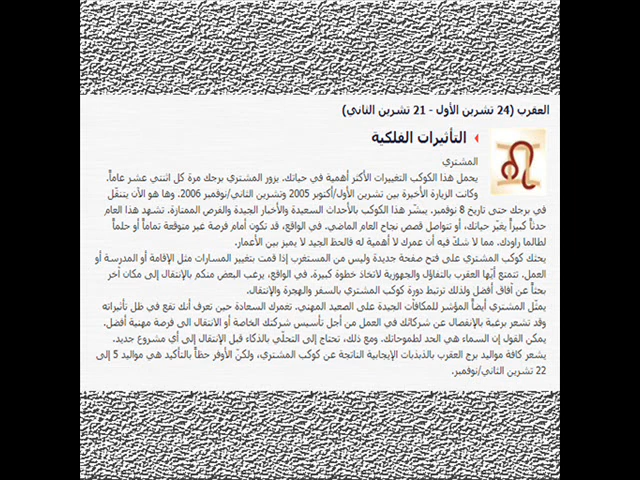 العقرب (24 تشرين الأول - 21 تشرين الثاني)
التأثيرات الفلكية
المشتري
يحمل هذا الكوكب التغييرات الأكثر أهمية في حياتك. يزور المشتري برجك مرة كل اثنتي عشر عاماً.
وكانت الزيارة الأخيرة بين تشرين الأول/أكتوبر 2005 وتشرين الثاني/نوفمبر 2006. وها هو الآن يتنقّل
في برجك حتى تاريخ 8 نوفمبر. يبشّر هذا الكوكب بالأحداث السعيدة والأخبار الجيدة والفرص الممتازة. تشهد هذا العام
حدثاً كبيراً يغيّر حياتك، أو تتواصل قصص نجاح العام الماضي. في الواقع، قد تكون أمام فرصة غير متوقعة تماماً أو حلماً
لطالما راودك. مما لا شكّ فيه أن عمرك لا أهمية له فالحظ الجيد لا يميز بين الأعمار.
يحثك كوكب المشتري على فتح صفحة جديدة وليس من المستغرب إذا قمت بتغيير المسارات مثل الإقامة أو المدرسة أو
العمل. تتمتع أيّها العقرب بالتفاؤل والجهوزية لاتخاذ خطوة كبيرة. في الواقع، يرغب البعض منكم بالإنتقال إلى مكان آخر
بحثاً عن آفاق أفضل ولذلك ترتبط دورة كوكب المشتري بالسفر والهجرة والإنتقال.
يمثّل المشتري أيضاً المؤشر للمكافآت الجيدة على الصعيد المهني. تغمرك السعادة حين تعرف أنك تقع في ظل تأثيراته
وقد تشعر برغبة بالإنفصال عن شركائك في العمل من أجل تأسيس شركتك الخاصة أو الانتقال الى فرصة مهنية أفضل.
يمكن القول إن السماء هي الحد لطموحاتك. ومع ذلك، تحتاج إلى التحلّي بالذكاء قبل الإنتقال إلى أي مشروع جديد.
يشعر كافة مواليد برج العقرب بالذبذبات الإيجابية الناتجة عن كوكب المشتري، ولكنّ الأوفر حظاً بالتأكيد هي مواليد 5 إلى
22 تشرين الثاني/نوفمبر.